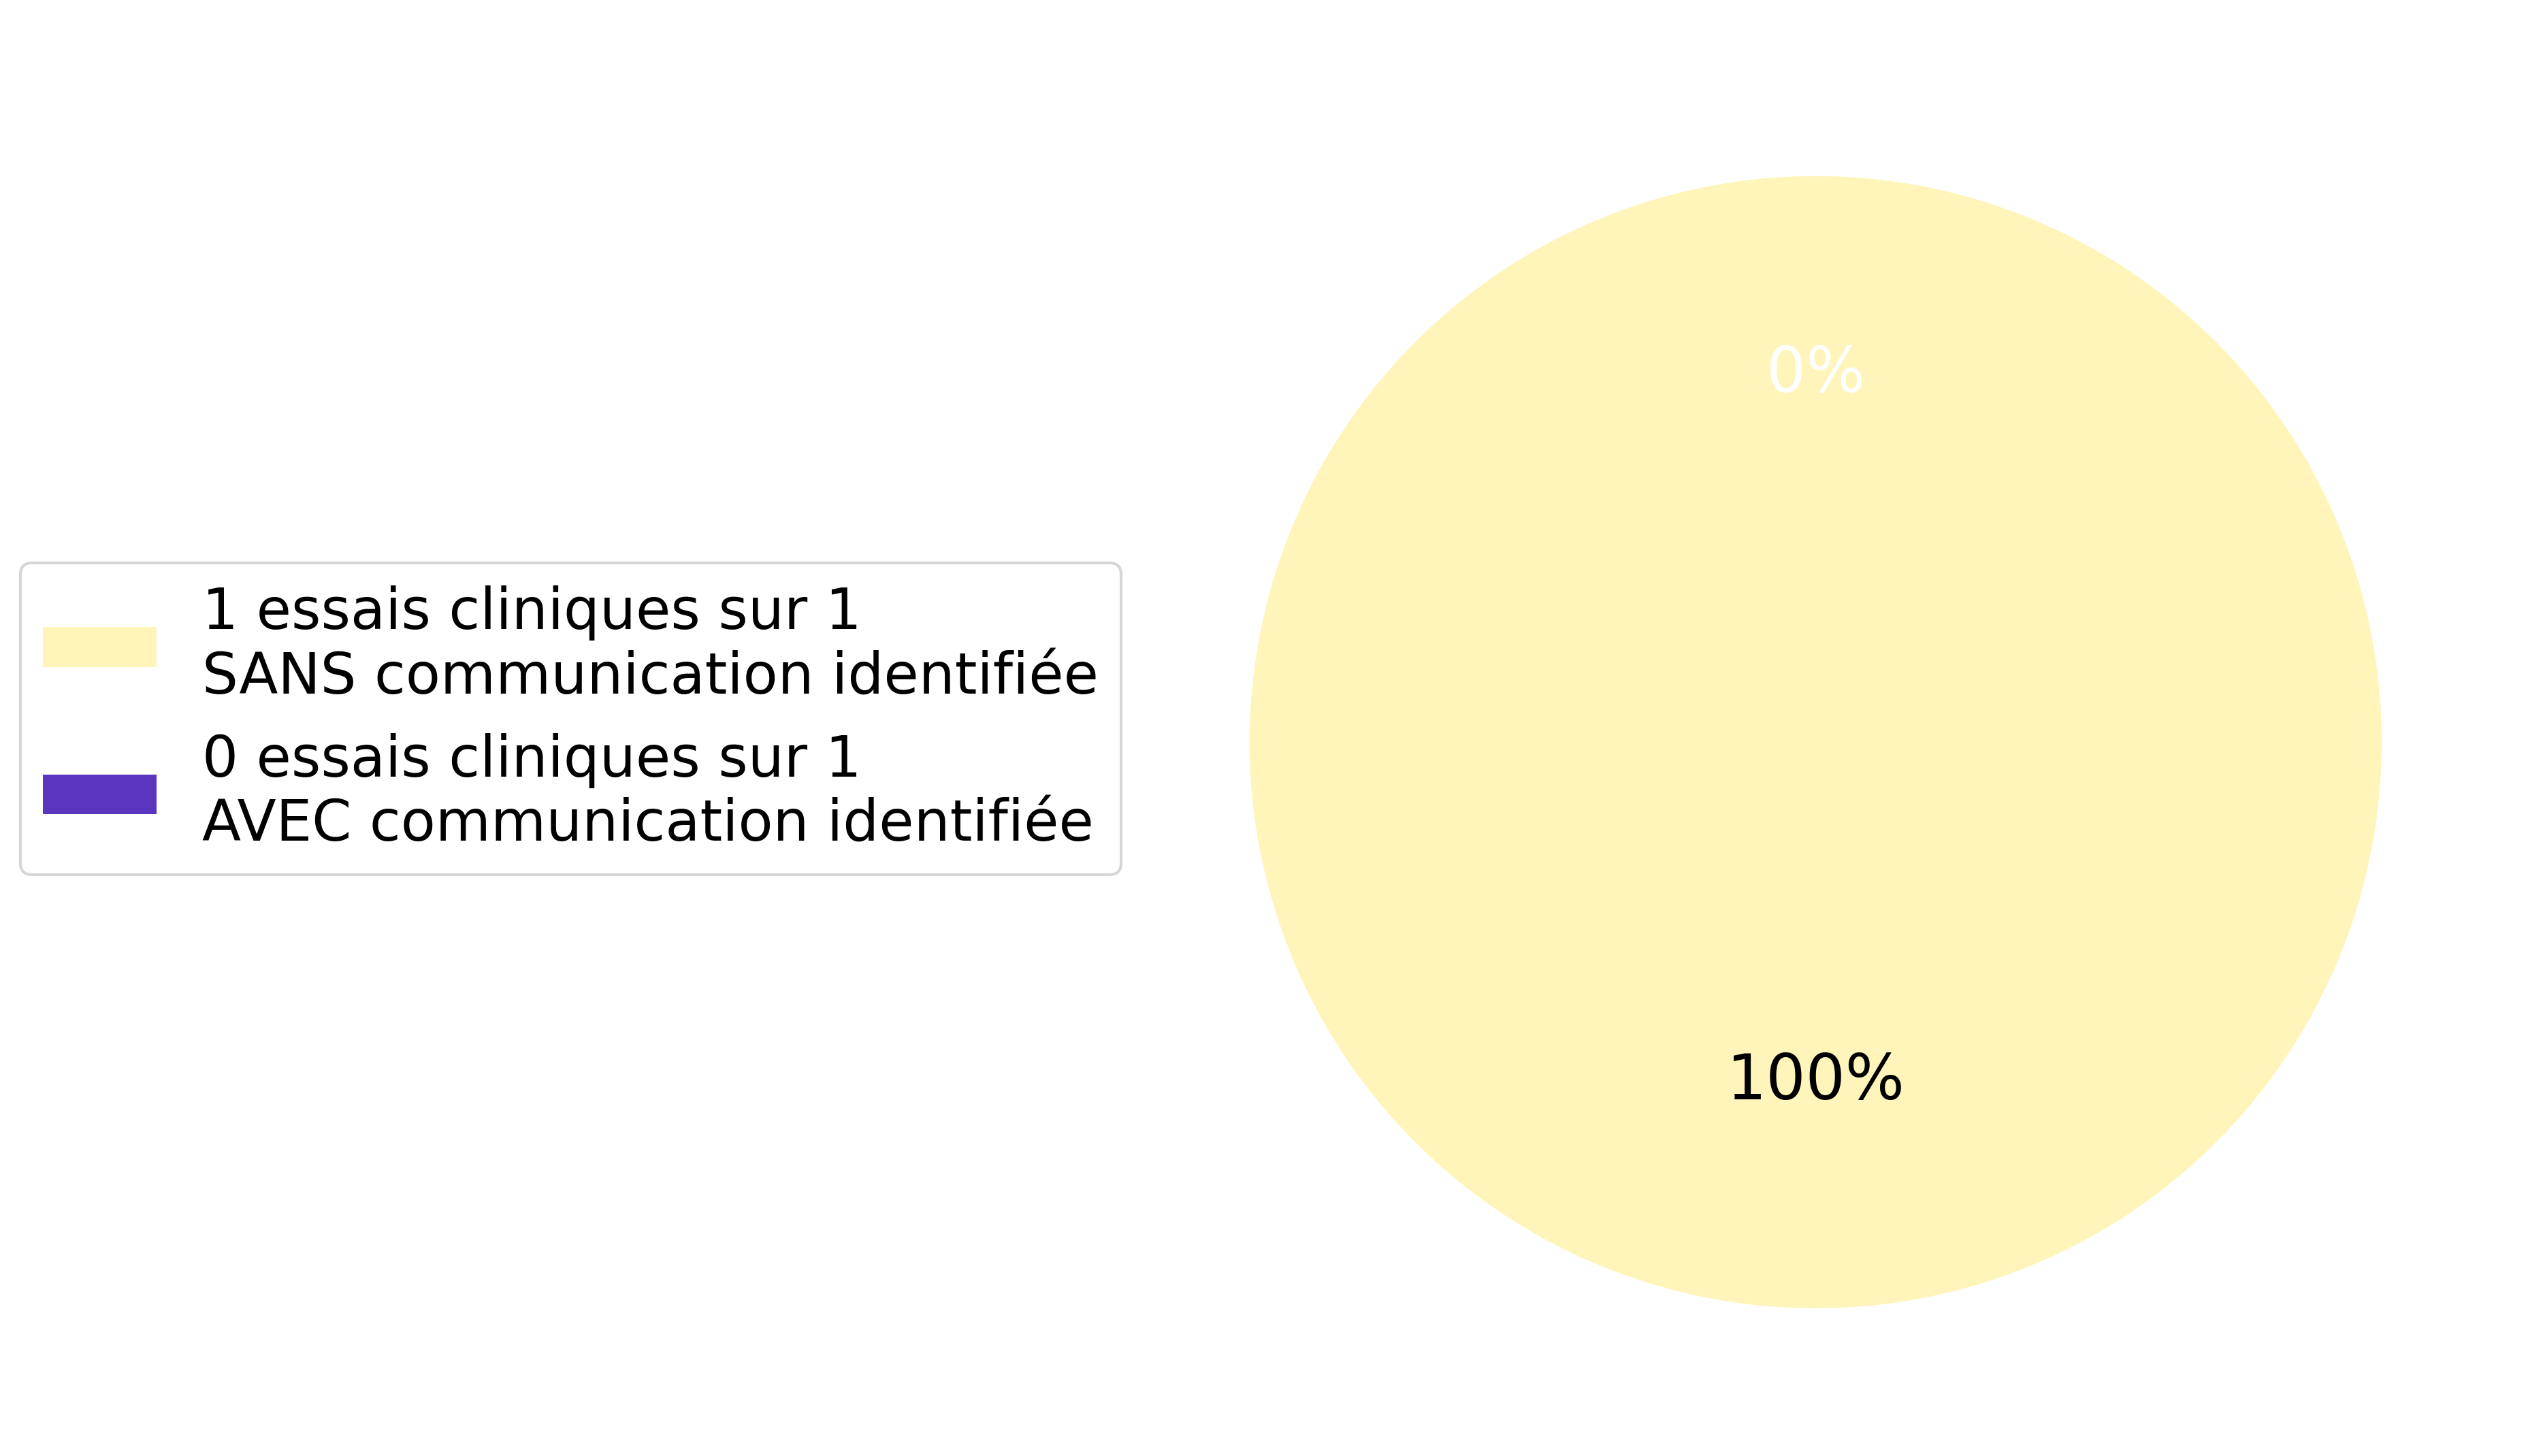 1 essais cliniques sur 1
SANS communication identifiée
0 essais cliniques sur 1
AVEC communication identifiée
0%
100%